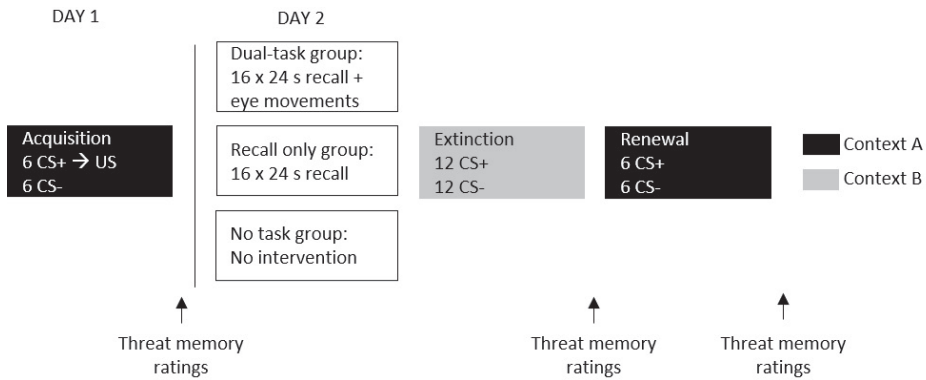 DAY 1
DAY 2
Dual-task group:
16 x 24 s recall +
eye movements
Acquisition
6 CS+ → US
6 CS-
Recall only group:
16 x 24 s recall
No task group:
No intervention
Extinction
12 CS+
12 CS-
Renewal
6 CS+
6 CS-
Context A
Context B
Threat memory
ratings
Threat memory
ratings
Threat memory
ratings